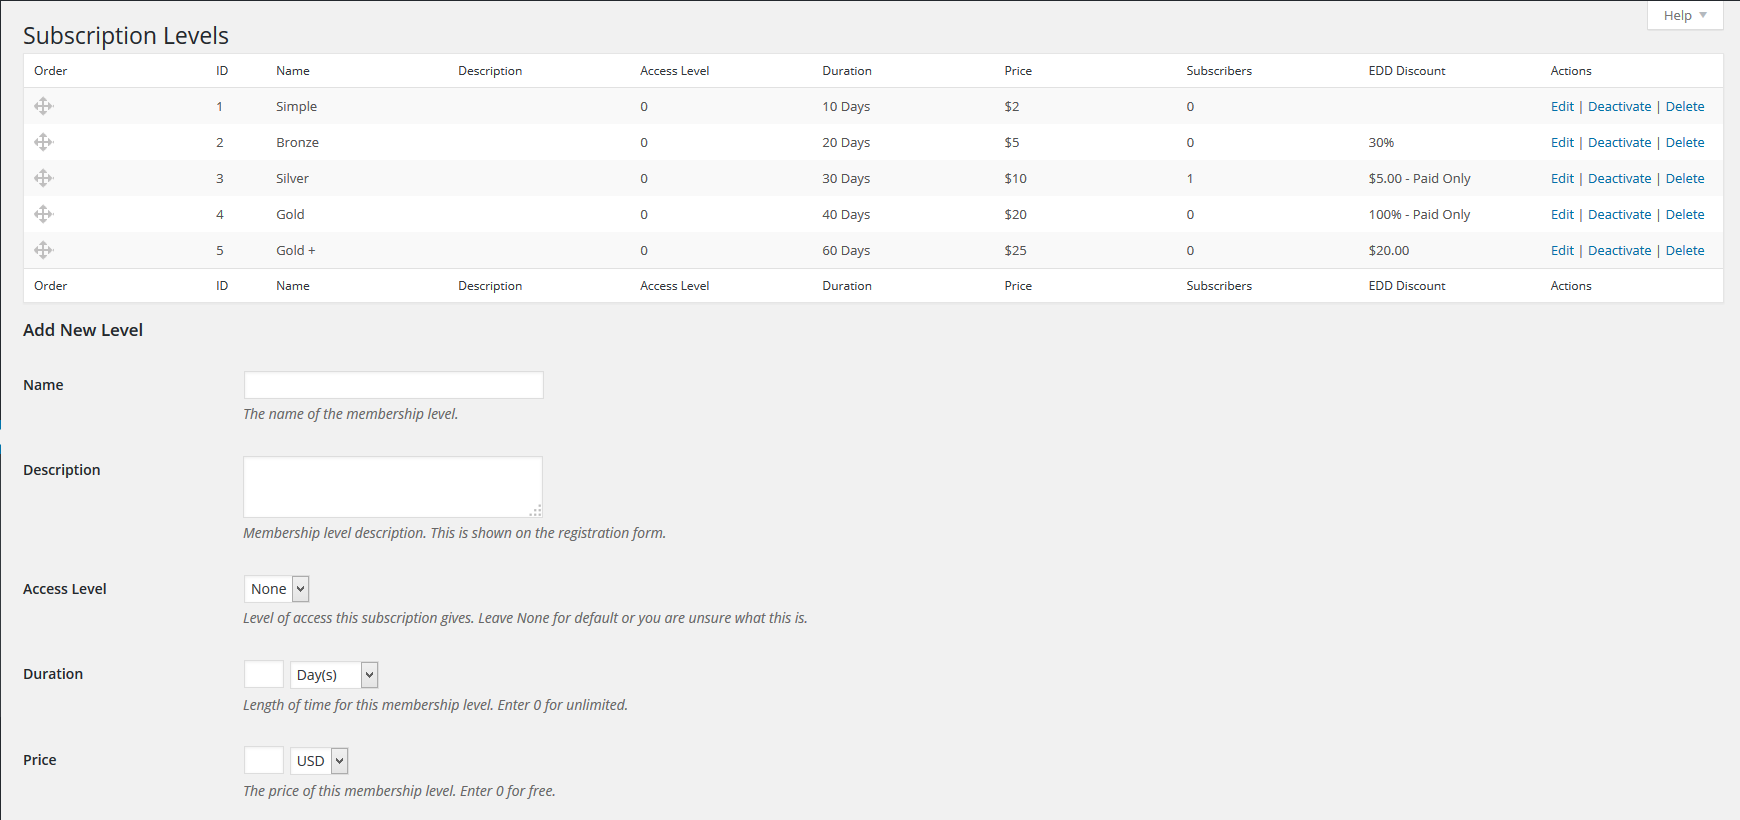 Help
Subscription Levels
Order ID Name Description Access Level Duration Price Subscribers EDD Discount Actions
1 Simple 0 10 Days $2 0 Edit | Deactivate | Delete
2 Bronze 0 20 Days $5 0 30% Edit | Deactivate | Delete
3 Silver 0 30 Days $10 1 $5.00 - Paid Only Edit | Deactivate | Delete
4 Gold 0 40 Days $20 0 100% - Paid Only Edit | Deactivate | Delete
5 Gold + 0 60 Days $25 0 $20.00 Edit | Deactivate | Delete
Order ID Name Description Access Level Duration Price Subscribers EDD Discount Actions
Add New Level
Name
The name of the membership level.
Description
Membership level description. This is shown on the registration form.
Access Level None
Level of access this subscription gives. Leave None for default or you are unsure what this is.
Duration Day(s)
Length of time for this membership level. Enter 0 for unlimited.
Price USD
The price of this membership level. Enter 0 for free.